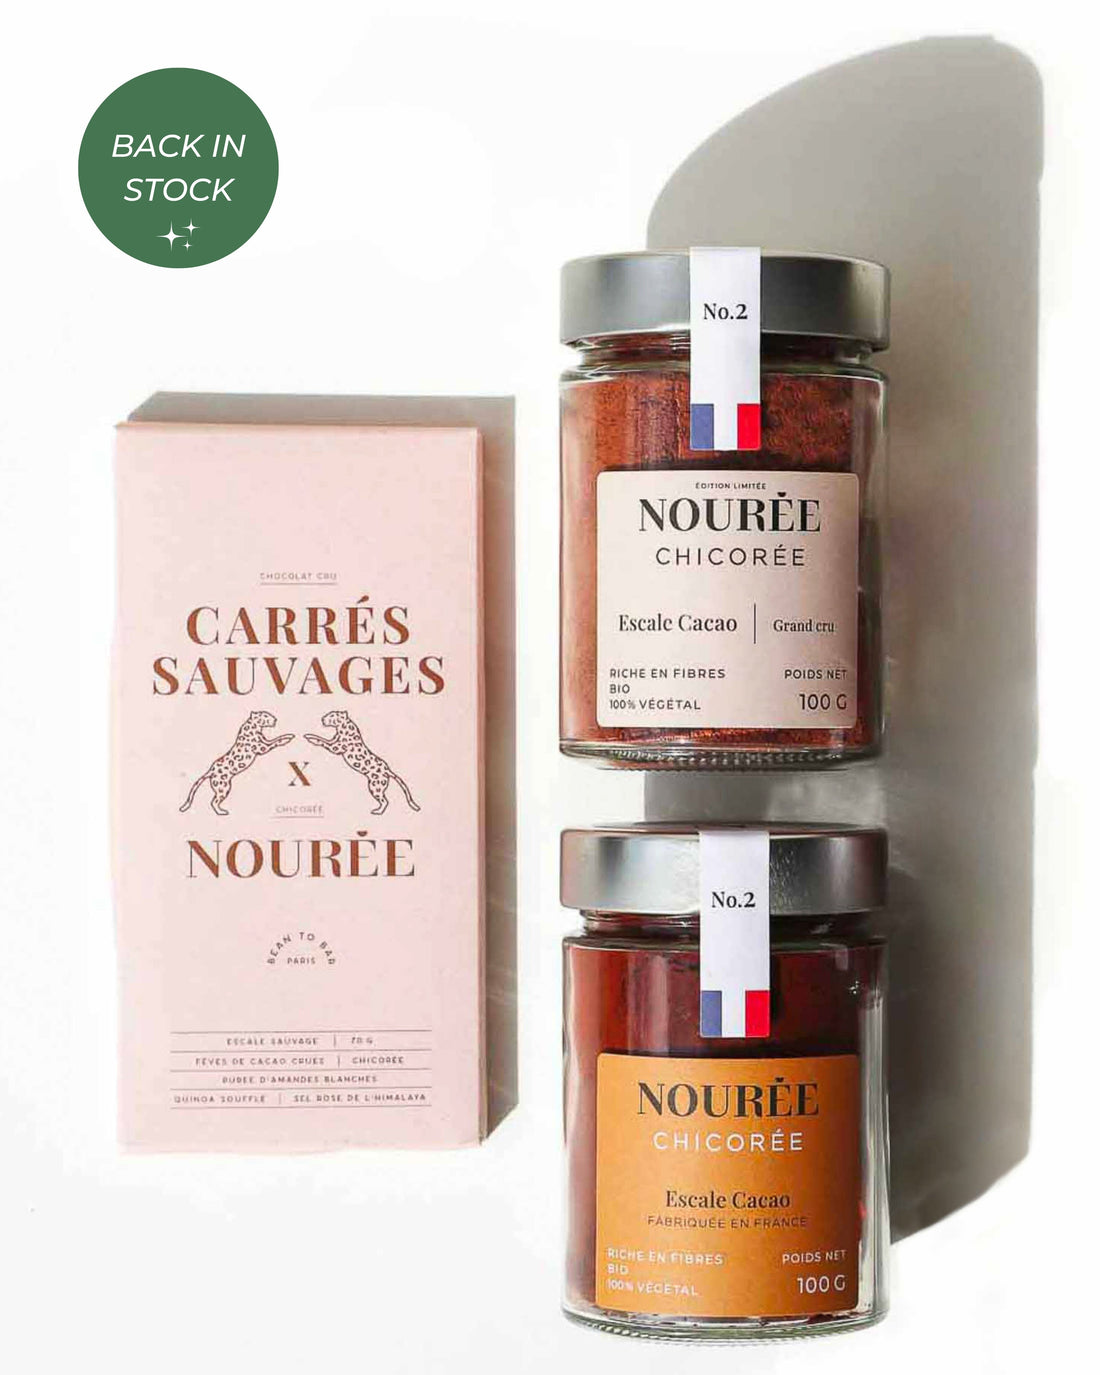 BACK IN
STOCK
CHOCOLAT CRU
CARRÉS
SAUVAGES
X
CHICORÉE
NOURĚE
BEAN TO BAR
PARIS
ESCALE SAUVAGE | 70 G
FÈVES DE CACAO CRUES | CHICORÉE
PURÉE D'AMANDES BLANCHES
QUINOA SOUFFLÉ | SEL ROSE DE L'HIMALAYA
No.2
ÉDITION LIMITÉE
NOURĚE
CHICORÉE
Escale Cacao | Grand cru
RICHE EN FIBRES
BIO
100% VÉGÉTAL
POIDS NET
100 G
No.2
NOURĚE
CHICORÉE
Escale Cacao
FABRIQUÉE EN FRANCE
RICHE EN FIBRES
BIO
100% VÉGÉTAL
POIDS NET
100 G